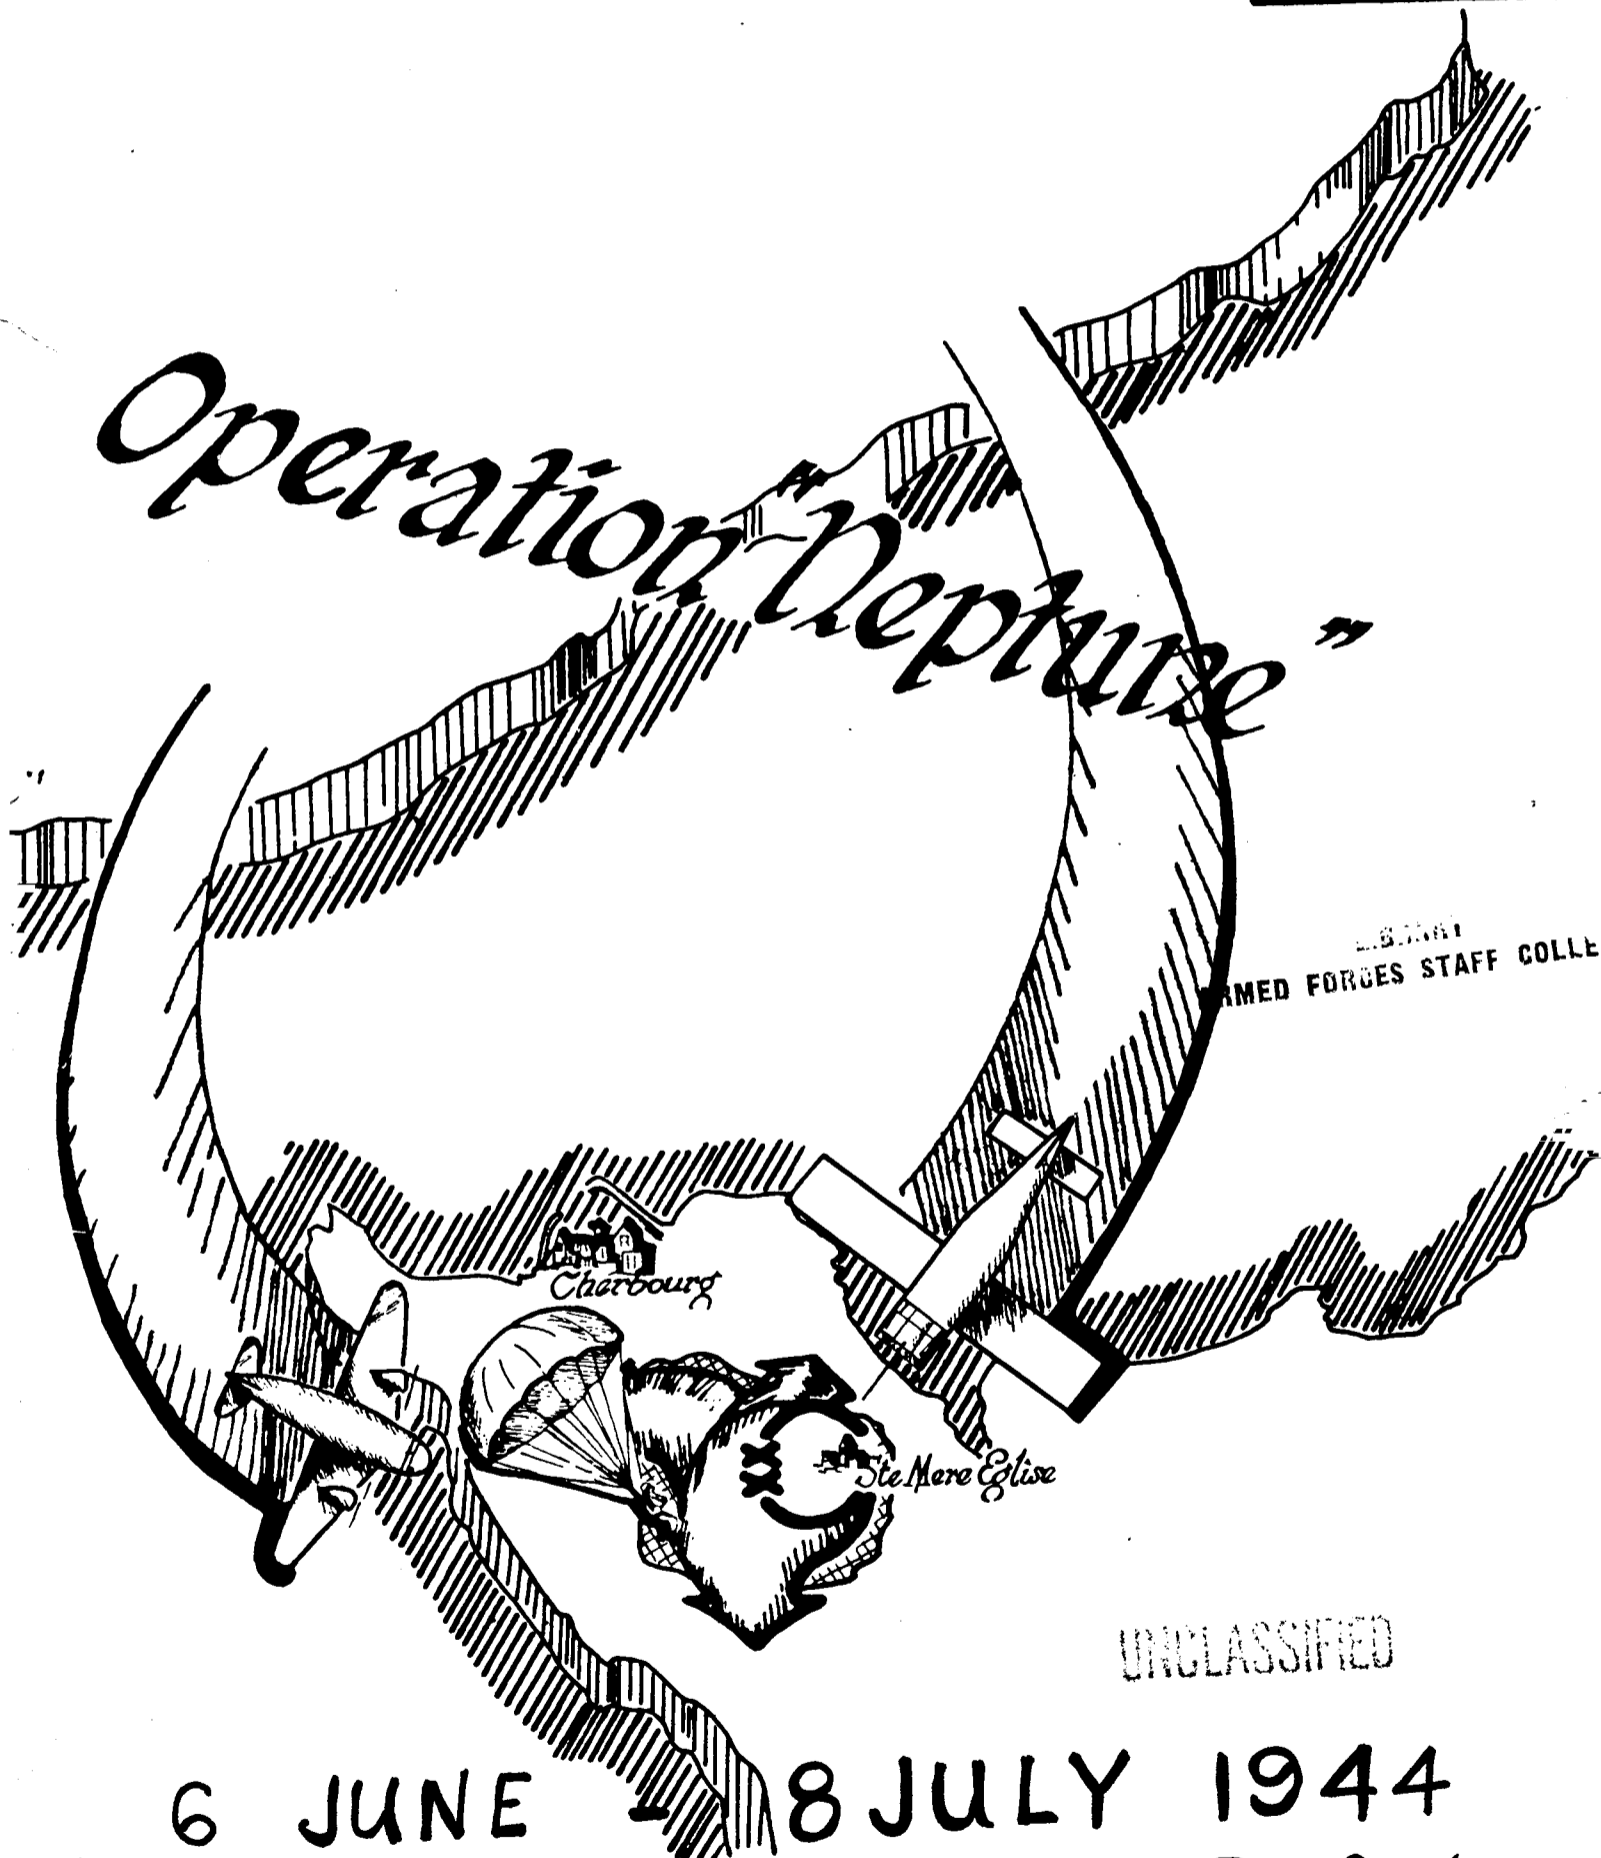 Operation "Neptune"
ARMED FORCES STAFF COLLE
Cherbourg
Ste Mere Eglise
UNCLASSIFIED
6 JUNE - 8 JULY 1944